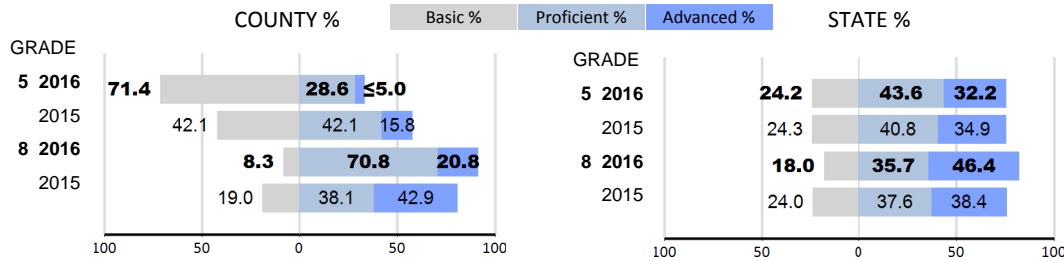 COUNTY %
Basic % Proficient % Advanced %
STATE %
GRADE
5 2016 71.4 28.6 ≤5.0
2015 42.1 42.1 15.8
8 2016 8.3 70.8 20.8
2015 19.0 38.1 42.9
100 50 0 50 100
GRADE
5 2016 24.2 43.6 32.2
2015 24.3 40.8 34.9
8 2016 18.0 35.7 46.4
2015 24.0 37.6 38.4
100 50 0 50 100